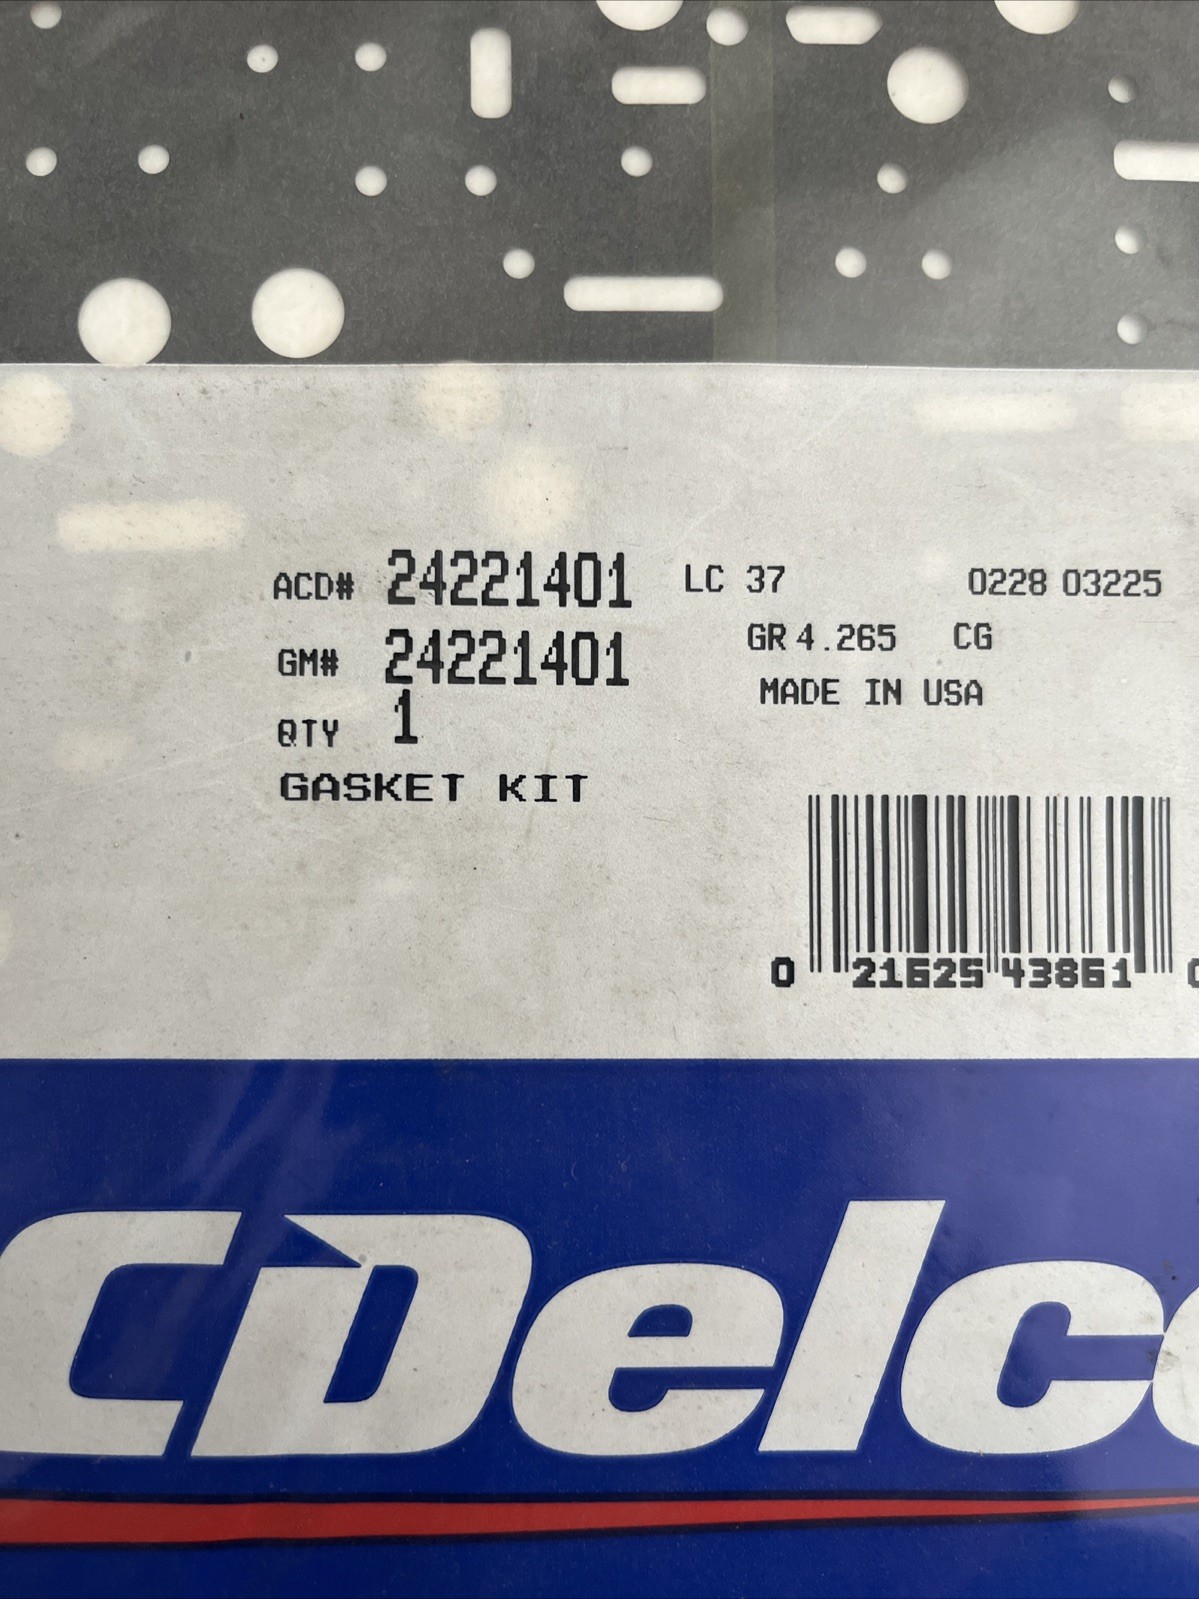 ACD# 24221401 LC 37 0228 03225
GM# 24221401 GR 4.265 CG
QTY 1 MADE IN USA
GASKET KIT
0 21625 43861
CDelco